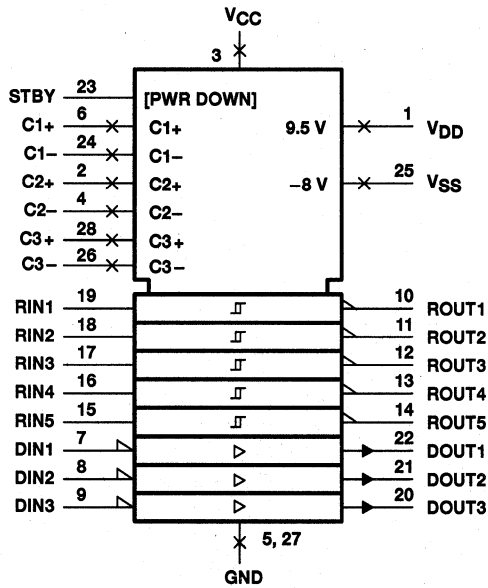 VCC
3
STBY 23 [PWR DOWN]
C1+ 6 C1+ 9.5 V 1 VDD
C1– 24 C1–
C2+ 2 C2+ –8 V 25 VSS
C2– 4 C2–
C3+ 28 C3+
C3– 26 C3–
RIN1 19 10 ROUT1
RIN2 18 11 ROUT2
RIN3 17 12 ROUT3
RIN4 16 13 ROUT4
RIN5 15 14 ROUT5
DIN1 7 22 DOUT1
DIN2 8 21 DOUT2
DIN3 9 20 DOUT3
5, 27
GND